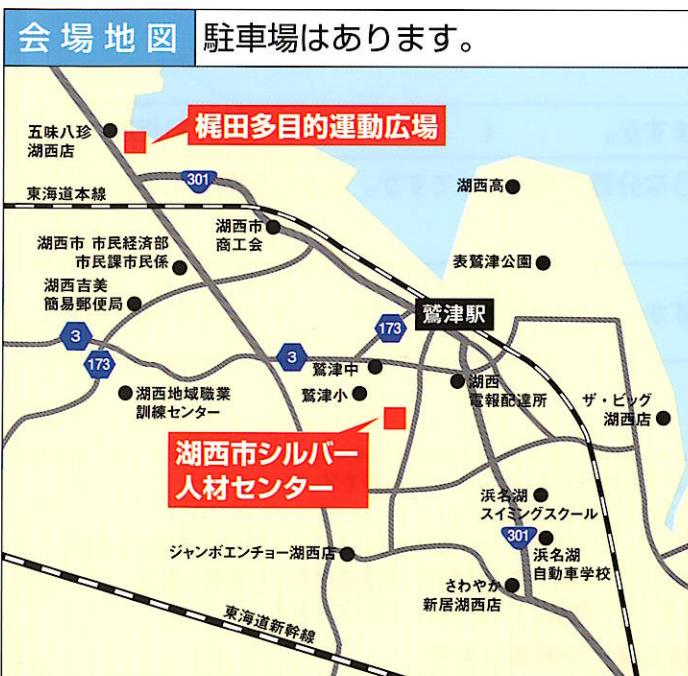 会場地図 駐車場はあります。
五味八珍
湖西店
梶田多目的運動広場
301
東海道本線
湖西高
湖西市
商工会
湖西市 市民経済部
市民課市民係
表鷲津公園
湖西吉美
簡易郵便局
鷲津駅
3
173
173
3
鷲津中
湖西地域職業
訓練センター
鷲津小
湖西
電報配達所
ザ・ビッグ
湖西店
湖西市シルバー
人材センター
浜名湖
スイミングスクール
301
ジャンボエンチョー湖西店
浜名湖
自動車学校
さわやか
新居湖西店
東海道新幹線